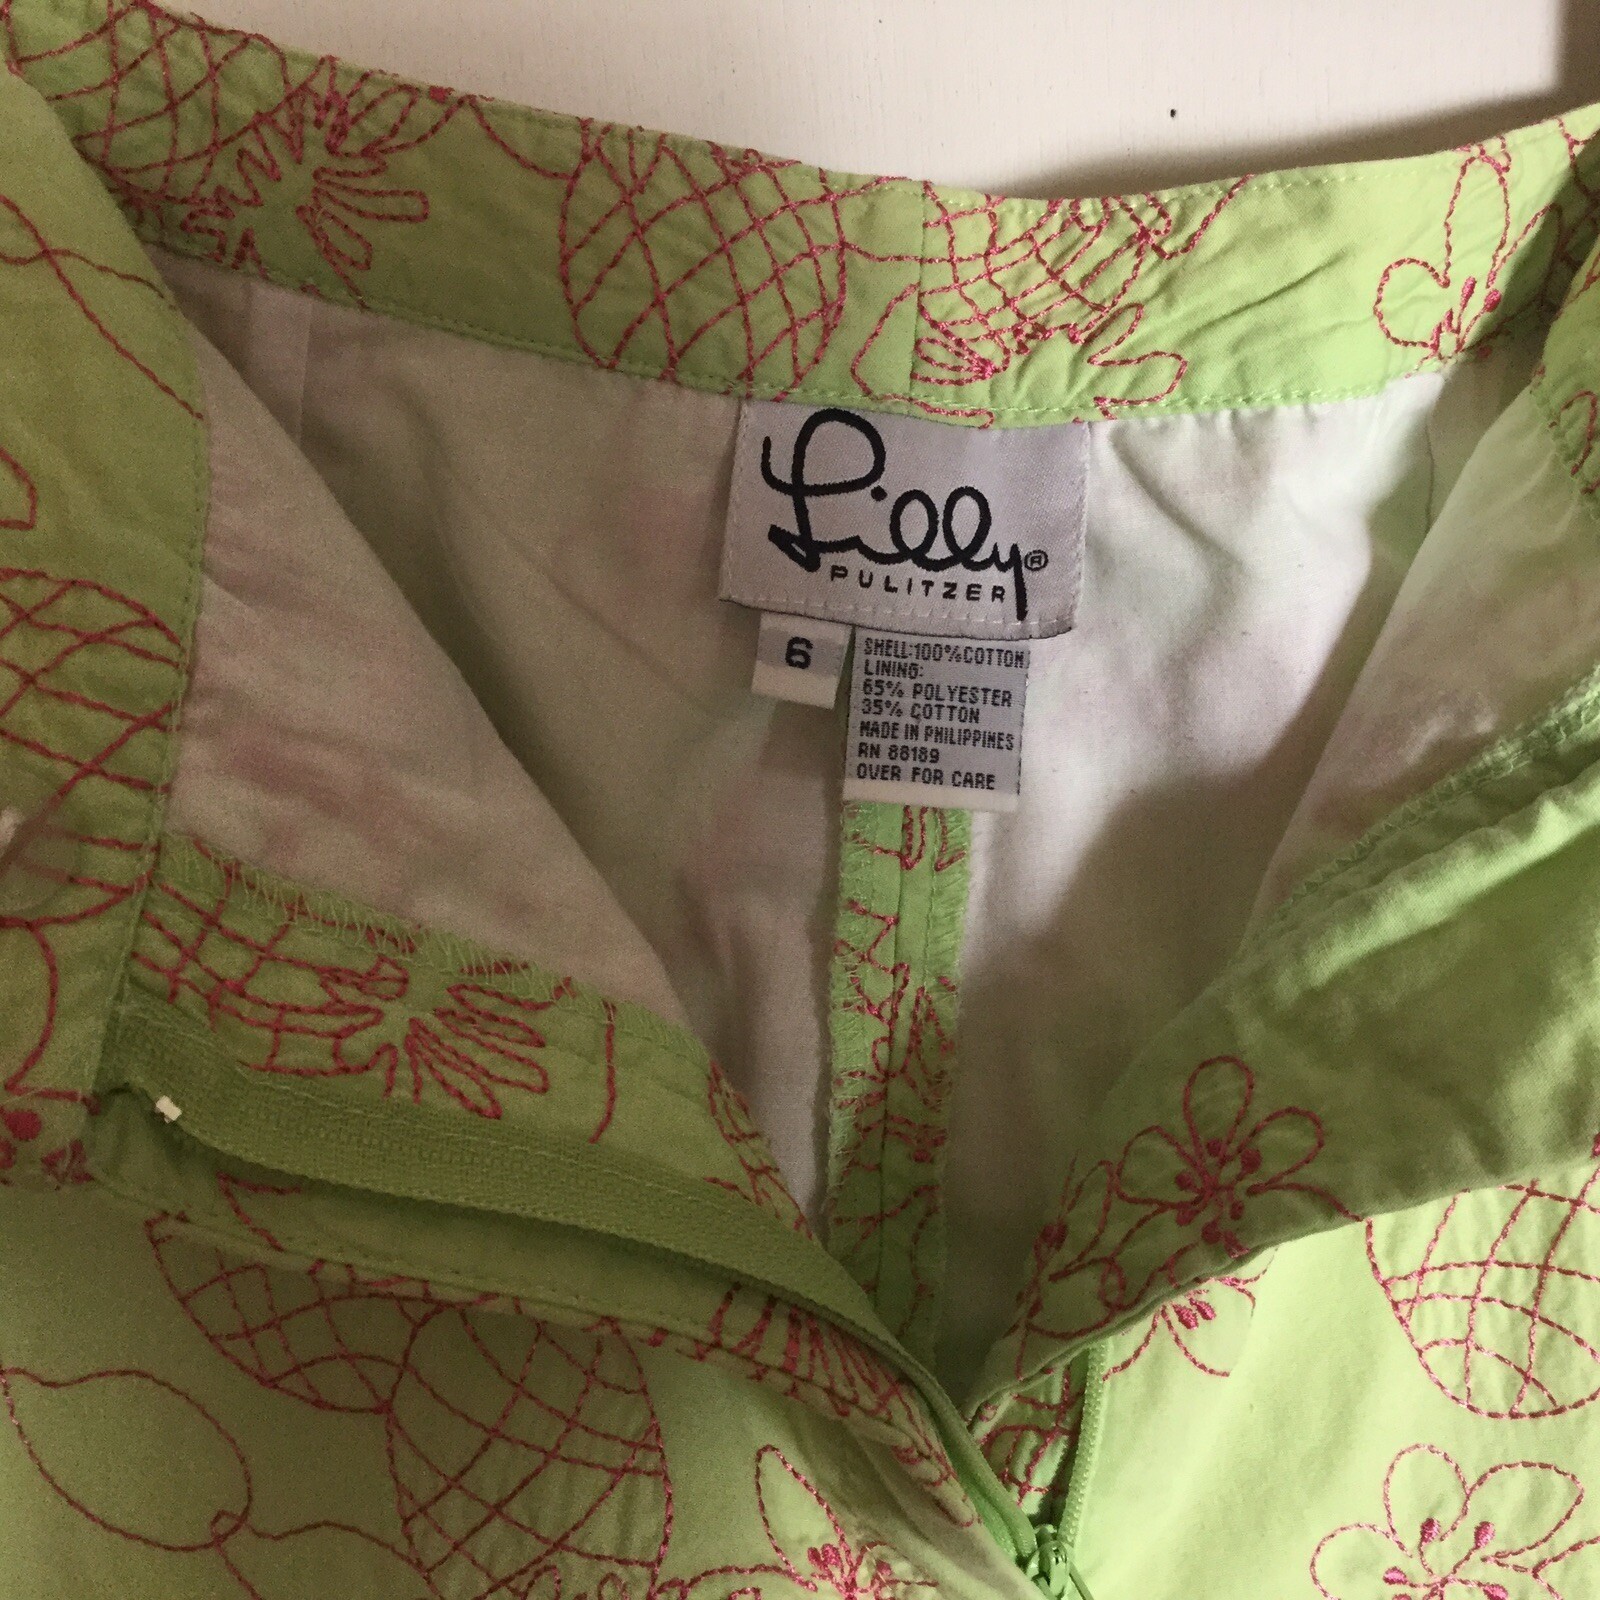 Lilly®
PULITZER
6
SHELL:100%COTTON
LINING:
65% POLYESTER
35% COTTON
MADE IN PHILIPPINES
RN 88189
OVER FOR CARE